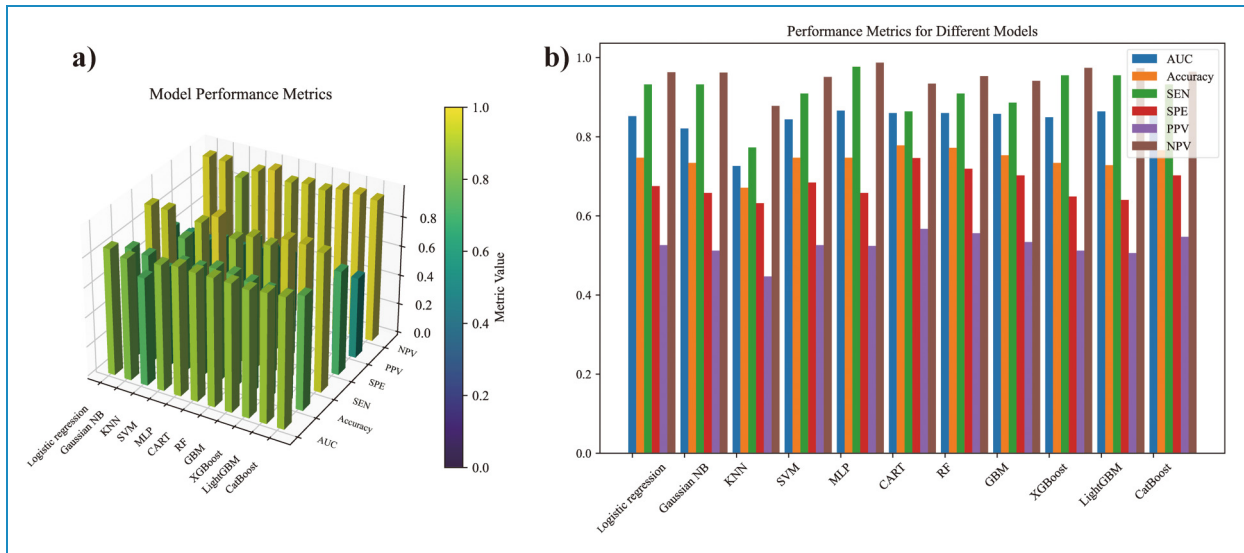 a)
Model Performance Metrics
1.0
0.8
0.6
0.4
0.2
0.0
Metric Value
0.8
0.6
0.4
0.2
0.0
NPV
PPV
SPE
SEN
Accuracy
AUC
Logistic regression
Gaussian NB
KNN
SVM
MLP
CART
RF
GBM
XGBoost
LightGBM
CatBoost
b)
Performance Metrics for Different Models
1.0
0.8
0.6
0.4
0.2
0.0
AUC
Accuracy
SEN
SPE
PPV
NPV
Logistic regression
Gaussian NB
KNN
SVM
MLP
CART
RF
GBM
XGBoost
LightGBM
CatBoost